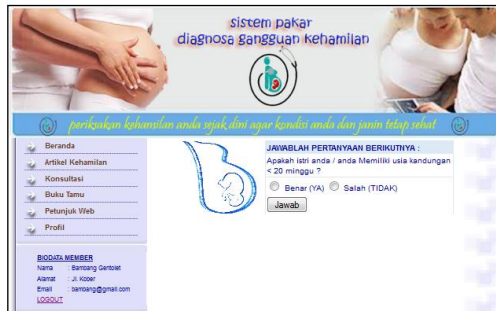 sistem pakar
diagnosa gangguan kehamilan
periksakan kehamilan anda sejak dini agar kondisi anda dan janin tetap sehat
Beranda
Artikel Kehamilan
Konsultasi
Buku Tamu
Petunjuk Web
Profil
JAWABLAH PERTANYAAN BERIKUTNYA :
Apakah istri anda / anda Memiliki usia kandungan
< 20 minggu ?
Benar (YA) Salah (TIDAK)
Jawab
BIODATA MEMBER
Nama : Bambang Gentolet
Alamat : Jl. Kober
Email : bambang@gmail.com
LOGOUT